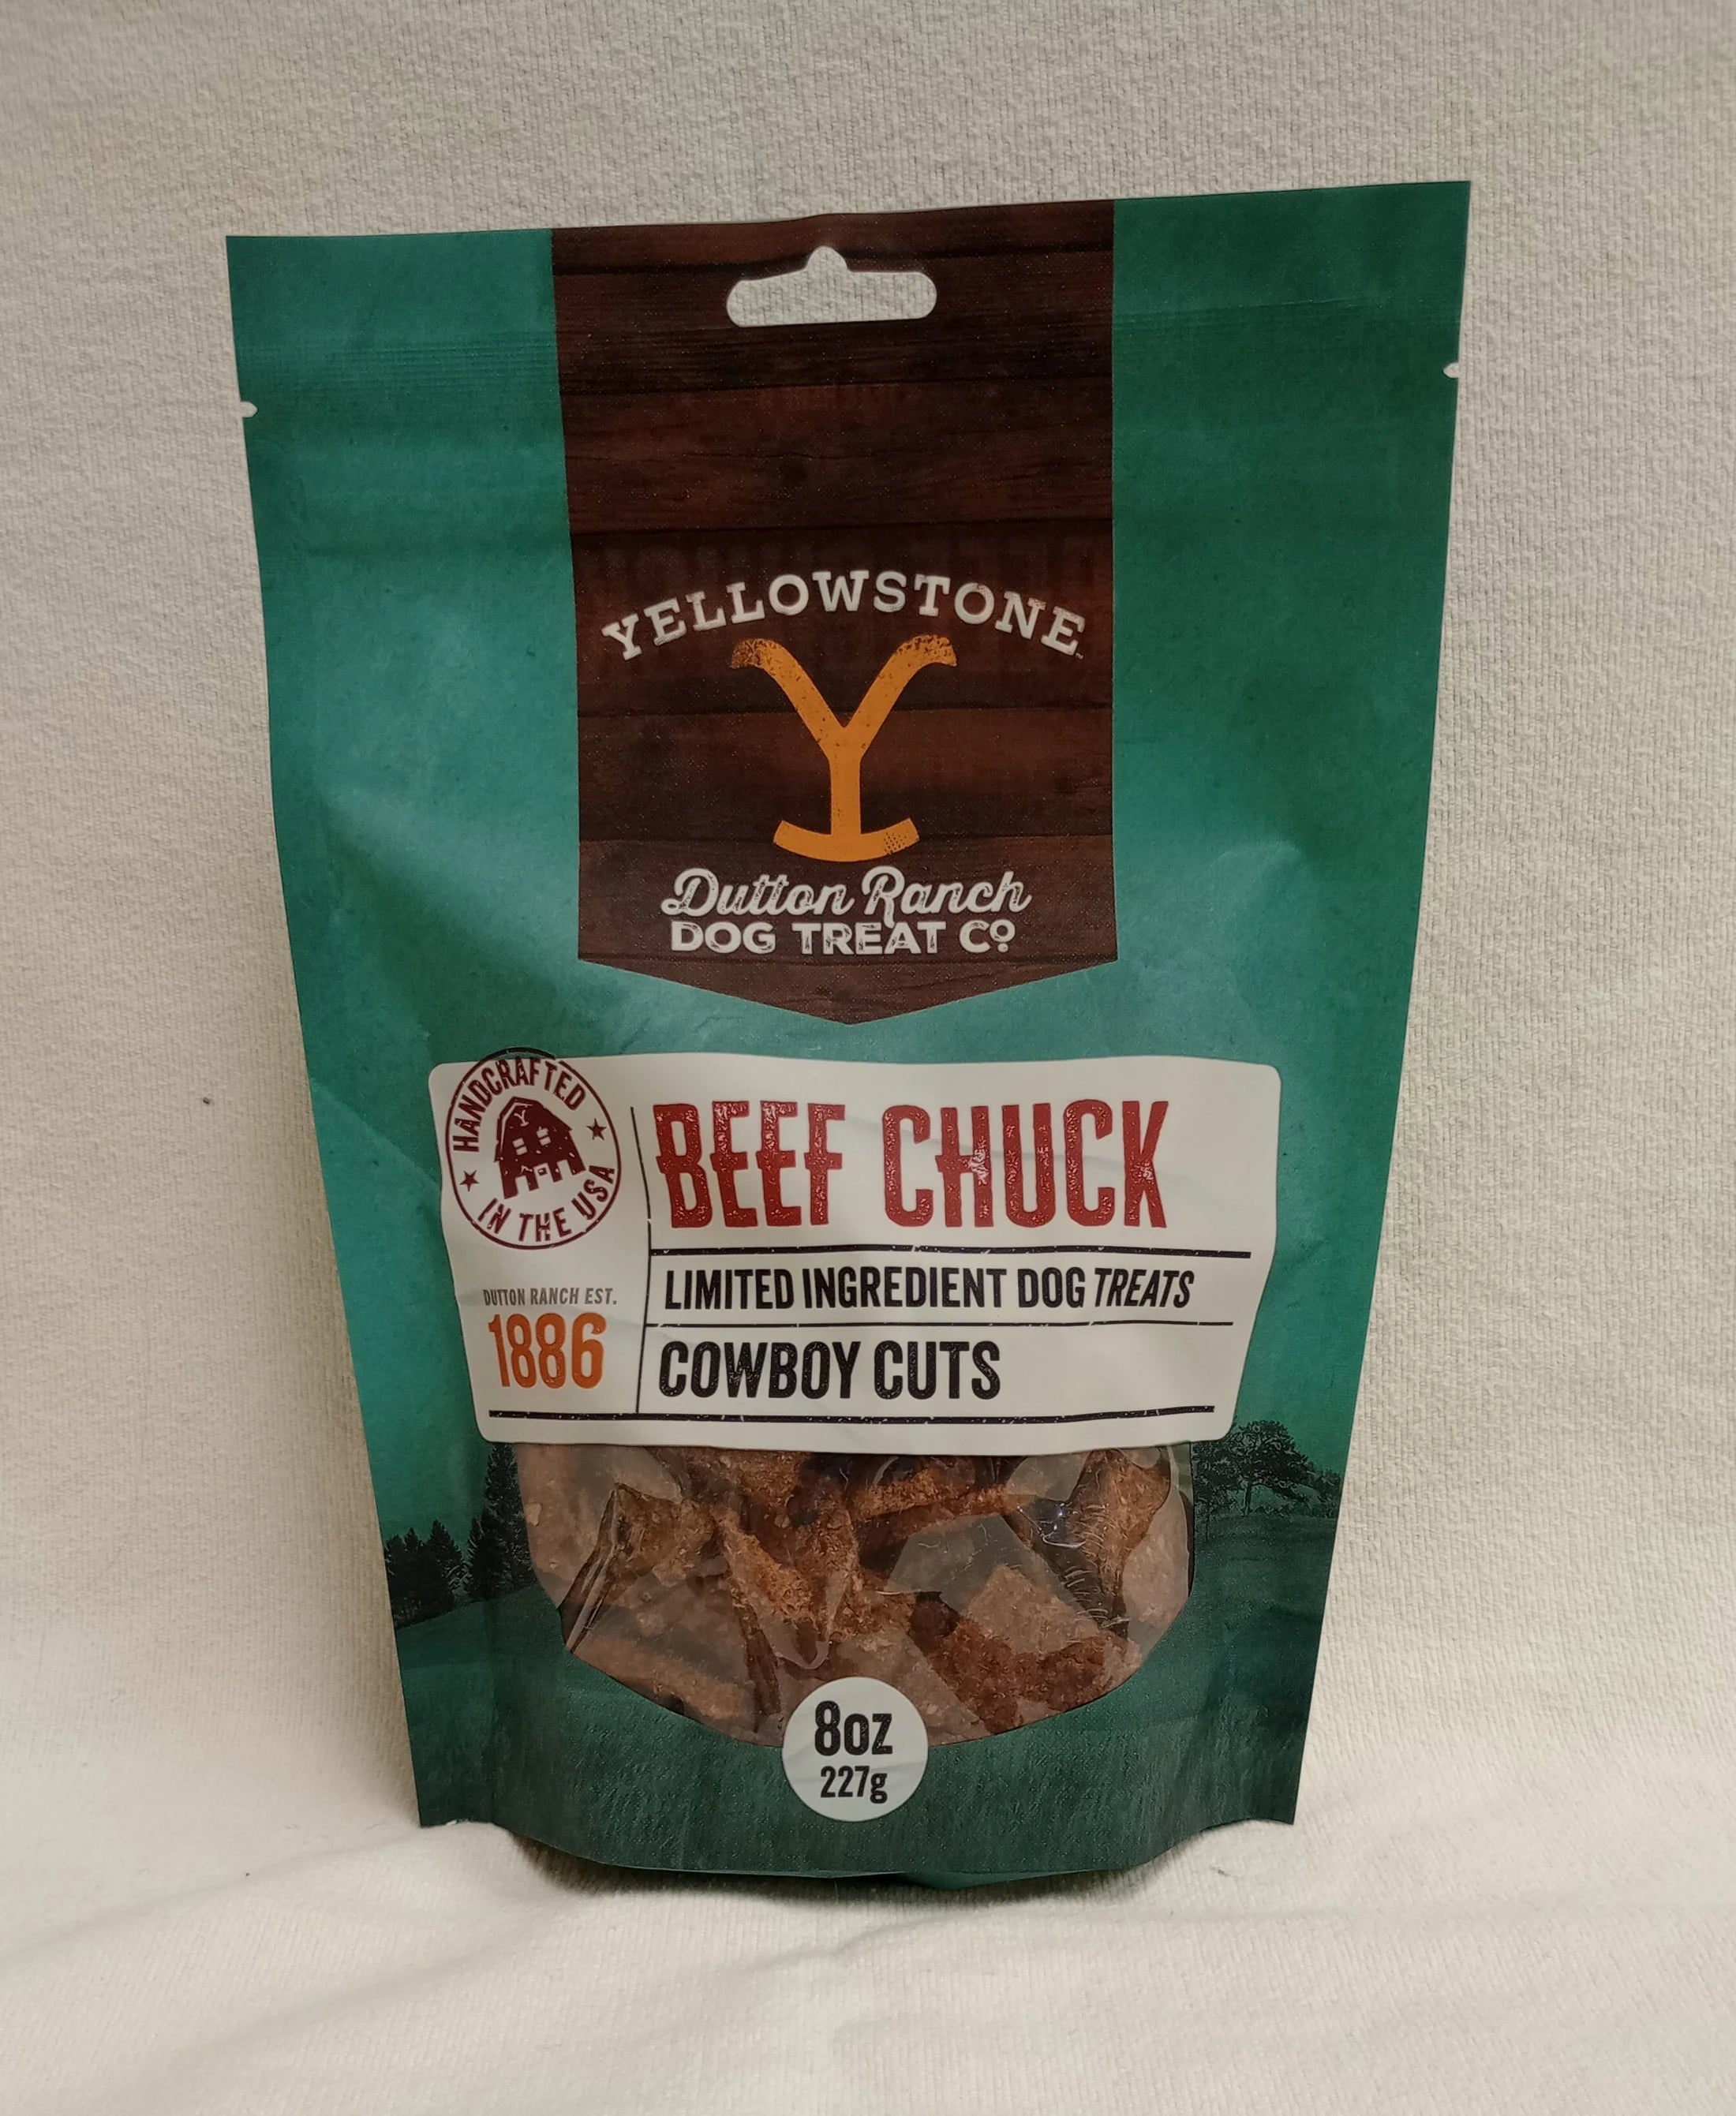 YELLOWSTONE™
Y
Dutton Ranch
DOG TREAT Cº
HANDCRAFTED
IN THE USA
DUTTON RANCH EST.
1886
BEEF CHUCK
LIMITED INGREDIENT DOG TREATS
COWBOY CUTS
8oz
227g